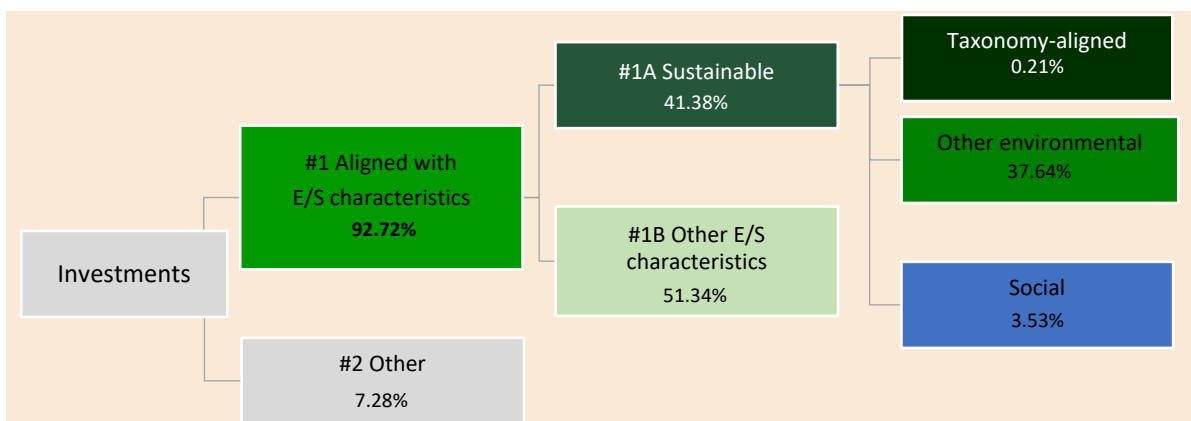 Investments
#1 Aligned with
E/S characteristics
92.72%
#2 Other
7.28%
#1A Sustainable
41.38%
#1B Other E/S
characteristics
51.34%
Taxonomy-aligned
0.21%
Other environmental
37.64%
Social
3.53%